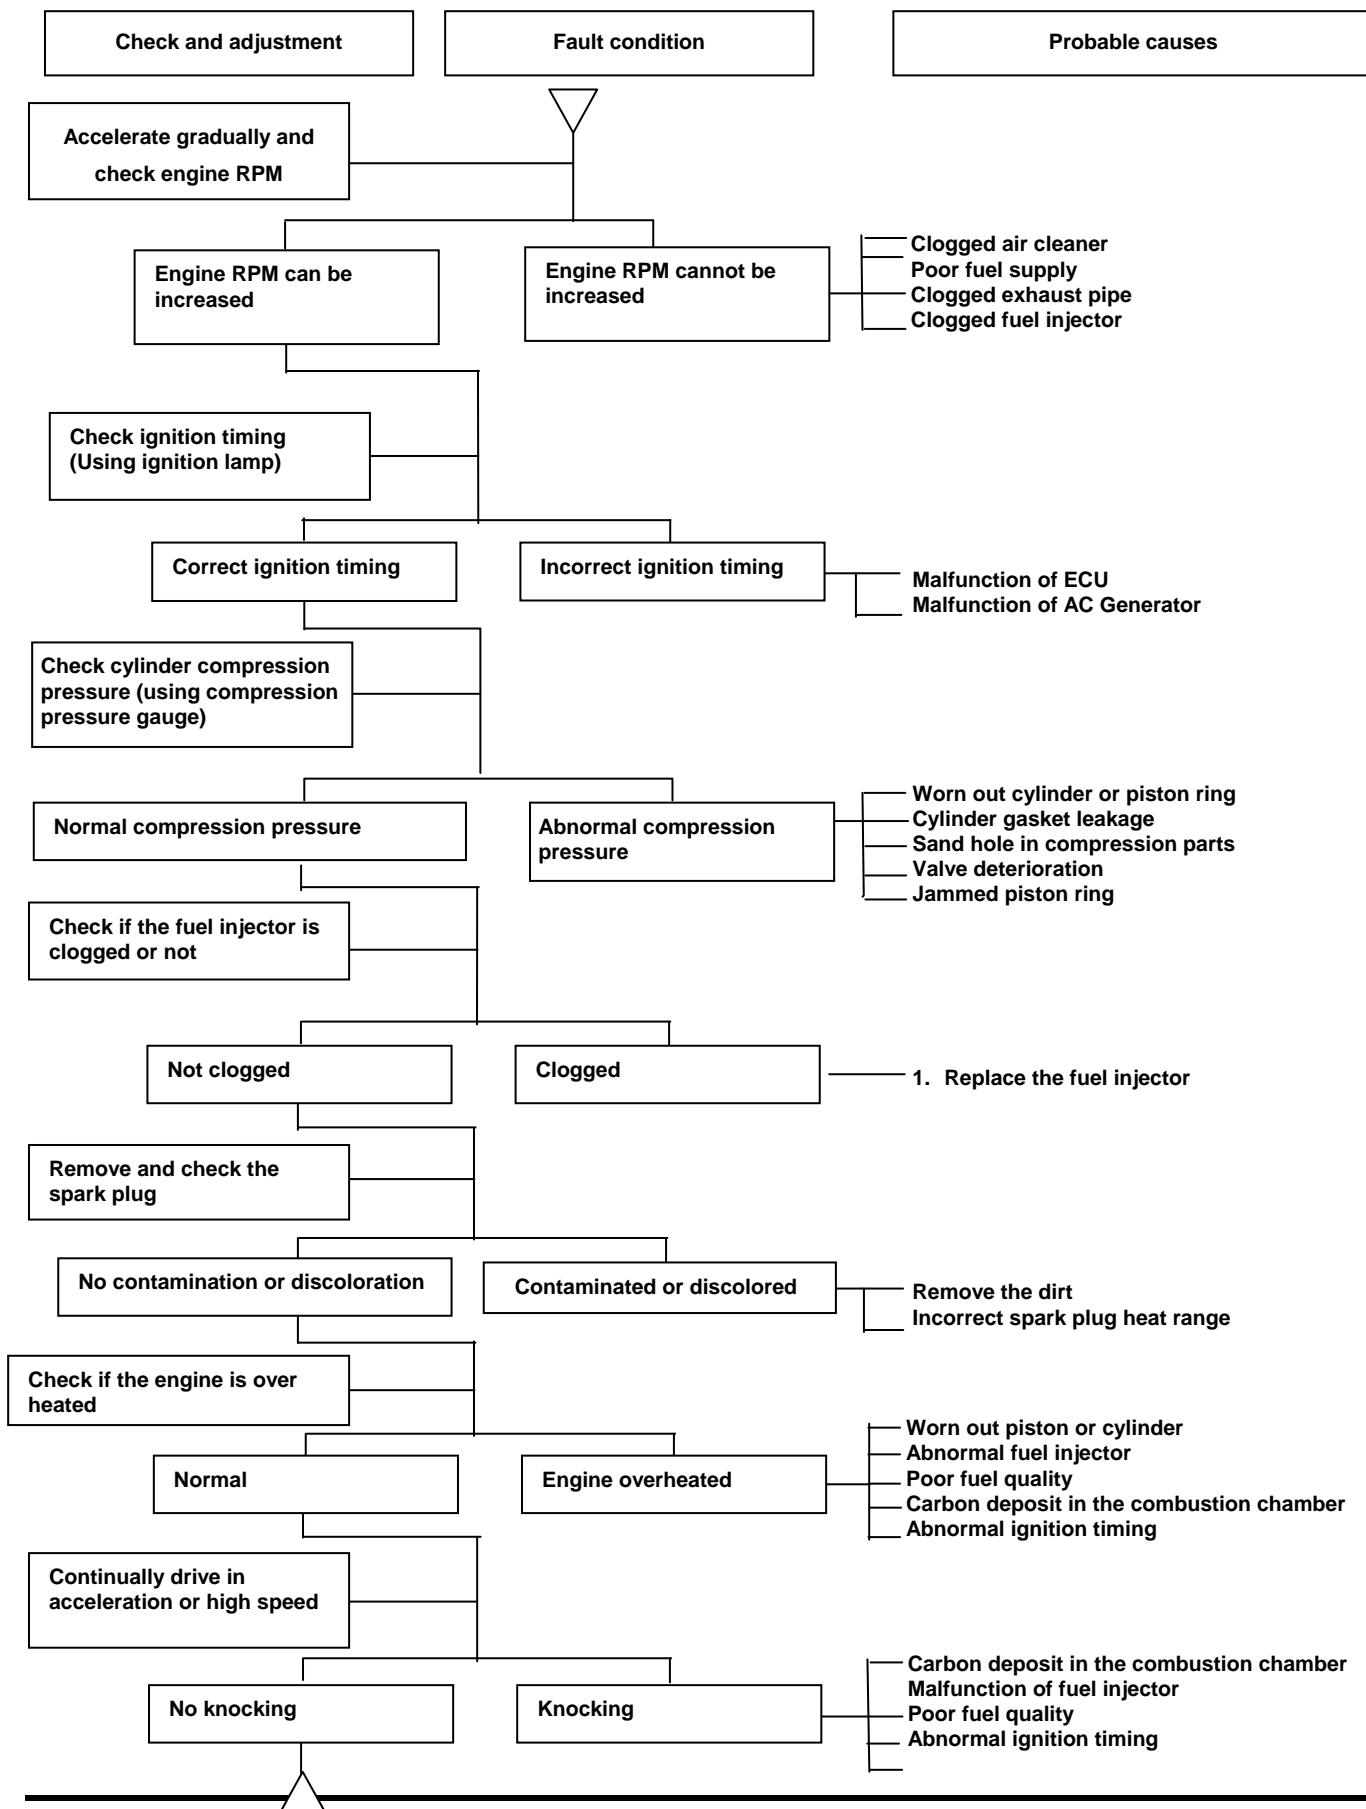 Check and adjustment
Fault condition
Probable causes
Accelerate gradually and
check engine RPM
Engine RPM can be
increased
Engine RPM cannot be
increased
Clogged air cleaner
Poor fuel supply
Clogged exhaust pipe
Clogged fuel injector
Check ignition timing
(Using ignition lamp)
Correct ignition timing
Incorrect ignition timing
Malfunction of ECU
Malfunction of AC Generator
Check cylinder compression
pressure (using compression
pressure gauge)
Normal compression pressure
Abnormal compression
pressure
Worn out cylinder or piston ring
Cylinder gasket leakage
Sand hole in compression parts
Valve deterioration
Jammed piston ring
Check if the fuel injector is
clogged or not
Not clogged
Clogged
1. Replace the fuel injector
Remove and check the
spark plug
No contamination or discoloration
Contaminated or discolored
Remove the dirt
Incorrect spark plug heat range
Check if the engine is over
heated
Normal
Engine overheated
Worn out piston or cylinder
Abnormal fuel injector
Poor fuel quality
Carbon deposit in the combustion chamber
Abnormal ignition timing
Continually drive in
acceleration or high speed
No knocking
Knocking
Carbon deposit in the combustion chamber
Malfunction of fuel injector
Poor fuel quality
Abnormal ignition timing